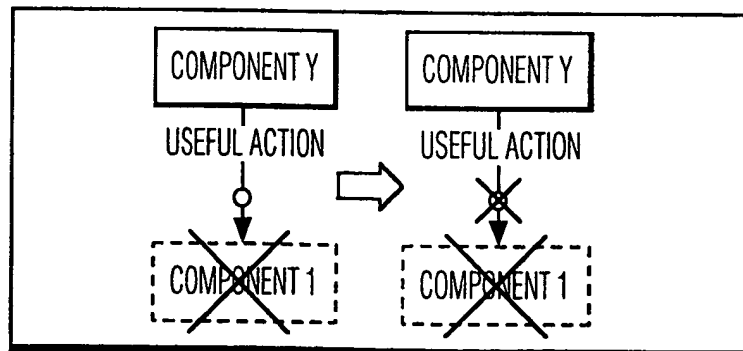 COMPONENT Y
USEFUL ACTION
COMPONENT 1
COMPONENT Y
USEFUL ACTION
COMPONENT 1